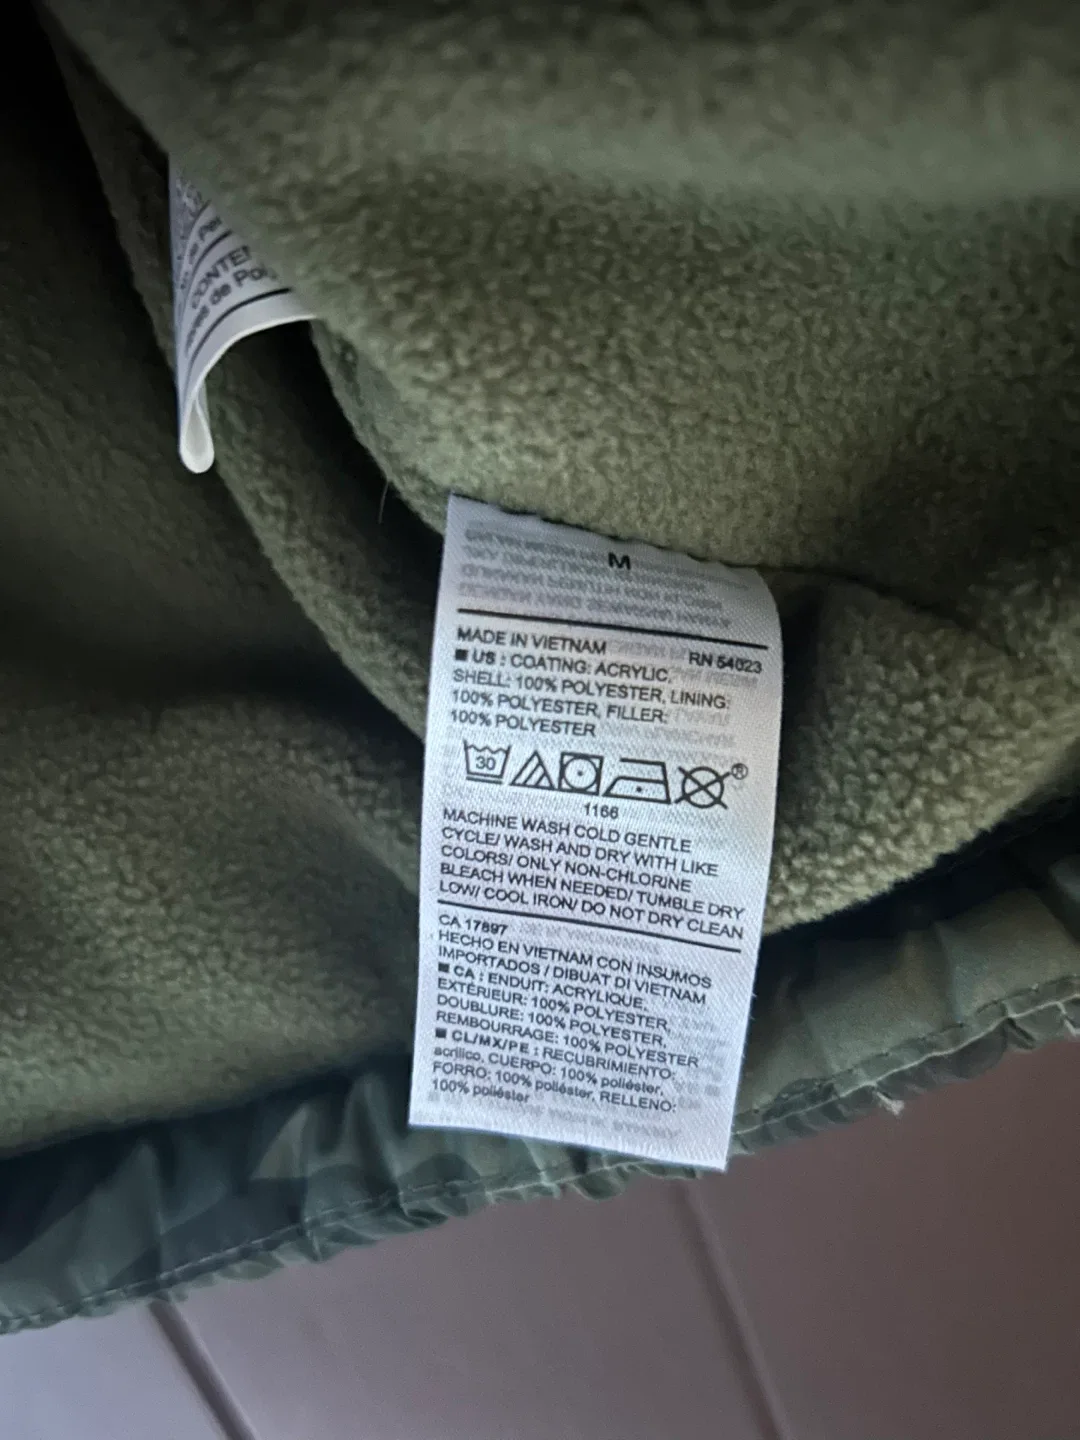 CONTE
de Po
M
MADE IN VIETNAM RN 54023
■ US : COATING: ACRYLIC,
SHELL: 100% POLYESTER, LINING:
100% POLYESTER, FILLER:
100% POLYESTER
30
®
1166
MACHINE WASH COLD GENTLE
CYCLE/ WASH AND DRY WITH LIKE
COLORS/ ONLY NON-CHLORINE
BLEACH WHEN NEEDED/ TUMBLE DRY
LOW/ COOL IRON/ DO NOT DRY CLEAN
CA 17897
HECHO EN VIETNAM CON INSUMOS
IMPORTADOS / DIBUAT DI VIETNAM
■ CA : ENDUIT: ACRYLIQUE,
EXTÉRIEUR: 100% POLYESTER,
DOUBLURE: 100% POLYESTER,
REMBOURRAGE: 100% POLYESTER
■ CL/MX/PE : RECUBRIMIENTO:
acrílico, CUERPO: 100% poliéster,
FORRO: 100% poliéster, RELLENO:
100% poliéster